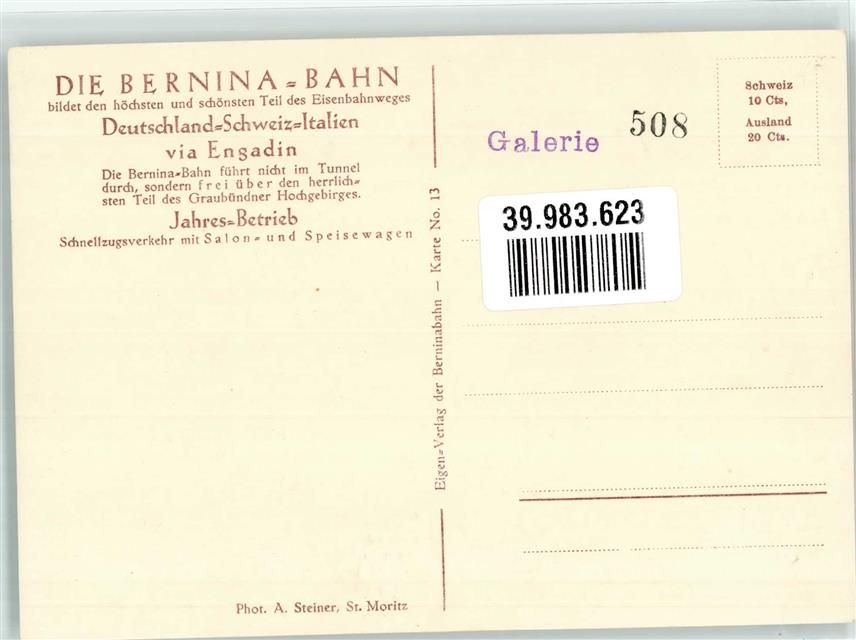 DIE BERNINA=BAHN
bildet den höchsten und schönsten Teil des Eisenbahnweges
Deutschland=Schweiz=Italien
via Engadin
Die Bernina=Bahn führt nicht im Tunnel
durch, sondern frei über den herrlich=
sten Teil des Graubündner Hochgebirges.
Jahres=Betrieb
Schnellzugsverkehr mit Salon= und Speisewagen
Phot. A. Steiner, St. Moritz
Eigen=Verlag der Berninabahn — Karte No. 13
Galerie 508
Schweiz
10 Cts,
Ausland
20 Cts.
39.983.623